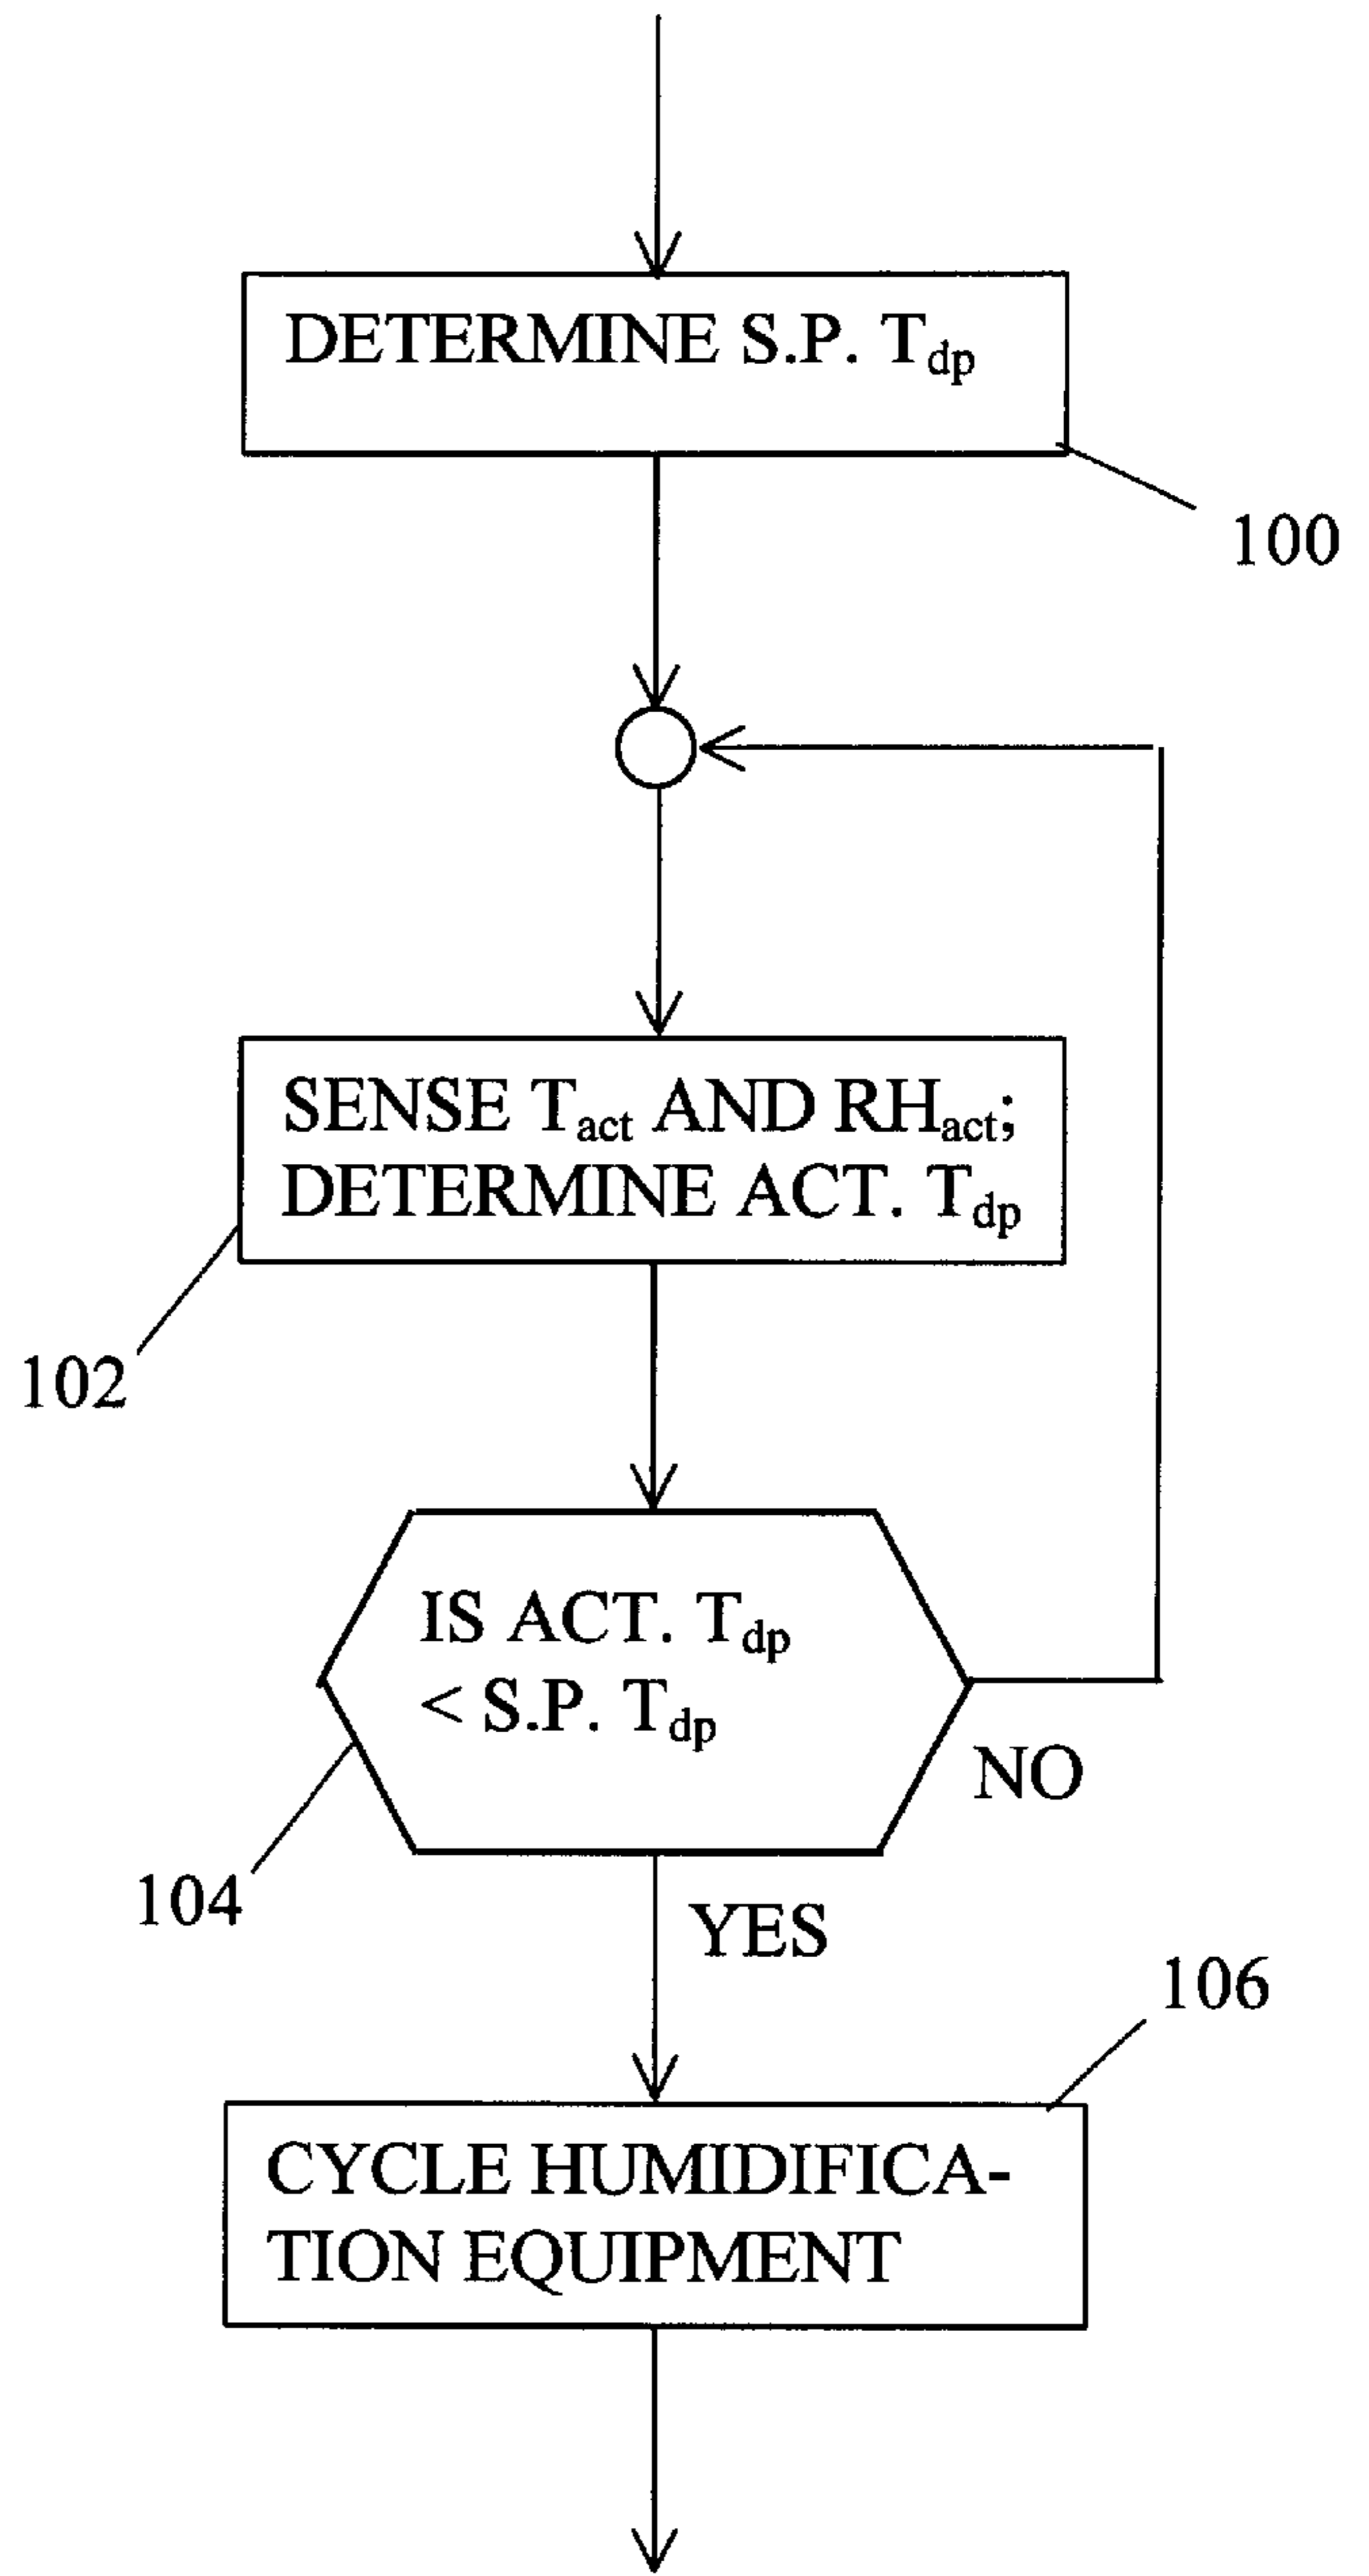 DETERMINE S.P. Tdp
100
SENSE Tact AND RHact;
DETERMINE ACT. Tdp
102
IS ACT. Tdp
< S.P. Tdp
NO
104
YES
106
CYCLE HUMIDIFICA-
TION EQUIPMENT